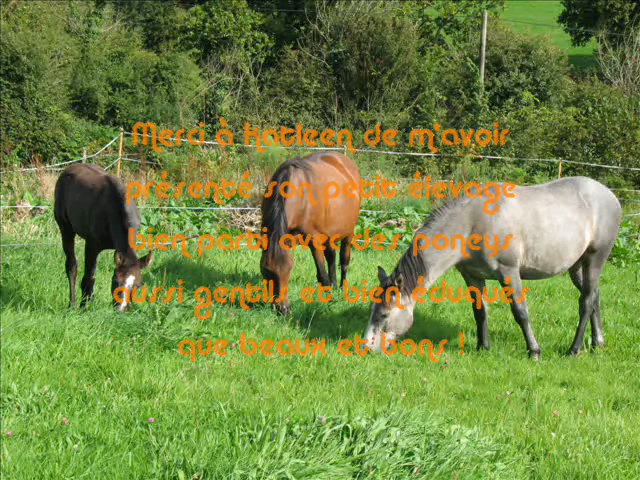 Merci à Katleen de m'avoir
présenté son petit élevage
bien parti avec des poneys
aussi gentils et bien éduqués
que beaux et bons !